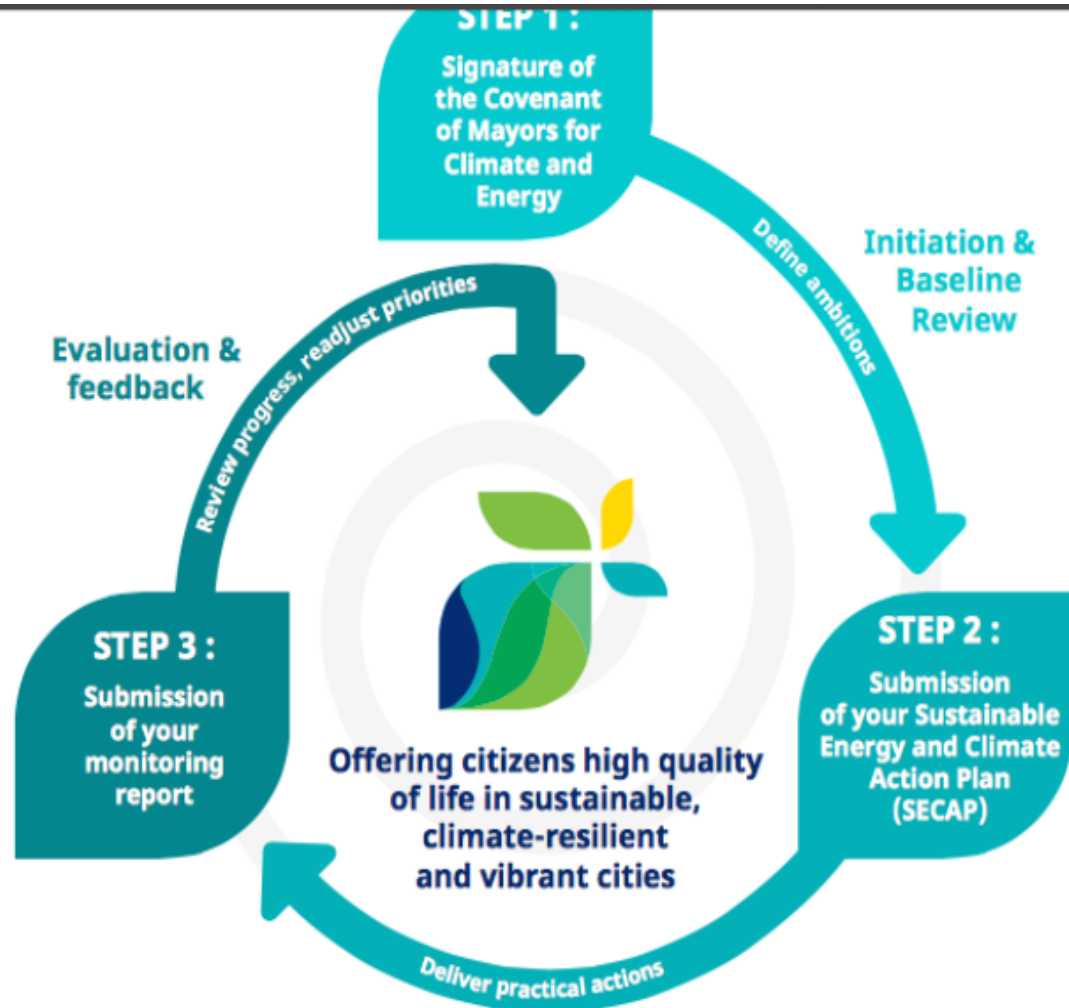 STEP 1 :
Signature of
the Covenant
of Mayors for
Climate and
Energy
Define ambitions
Initiation &
Baseline
Review
STEP 2 :
Submission
of your Sustainable
Energy and Climate
Action Plan
(SECAP)
Deliver practical actions
STEP 3 :
Submission
of your
monitoring
report
Review progress, readjust priorities
Evaluation &
feedback
Offering citizens high quality
of life in sustainable,
climate-resilient
and vibrant cities